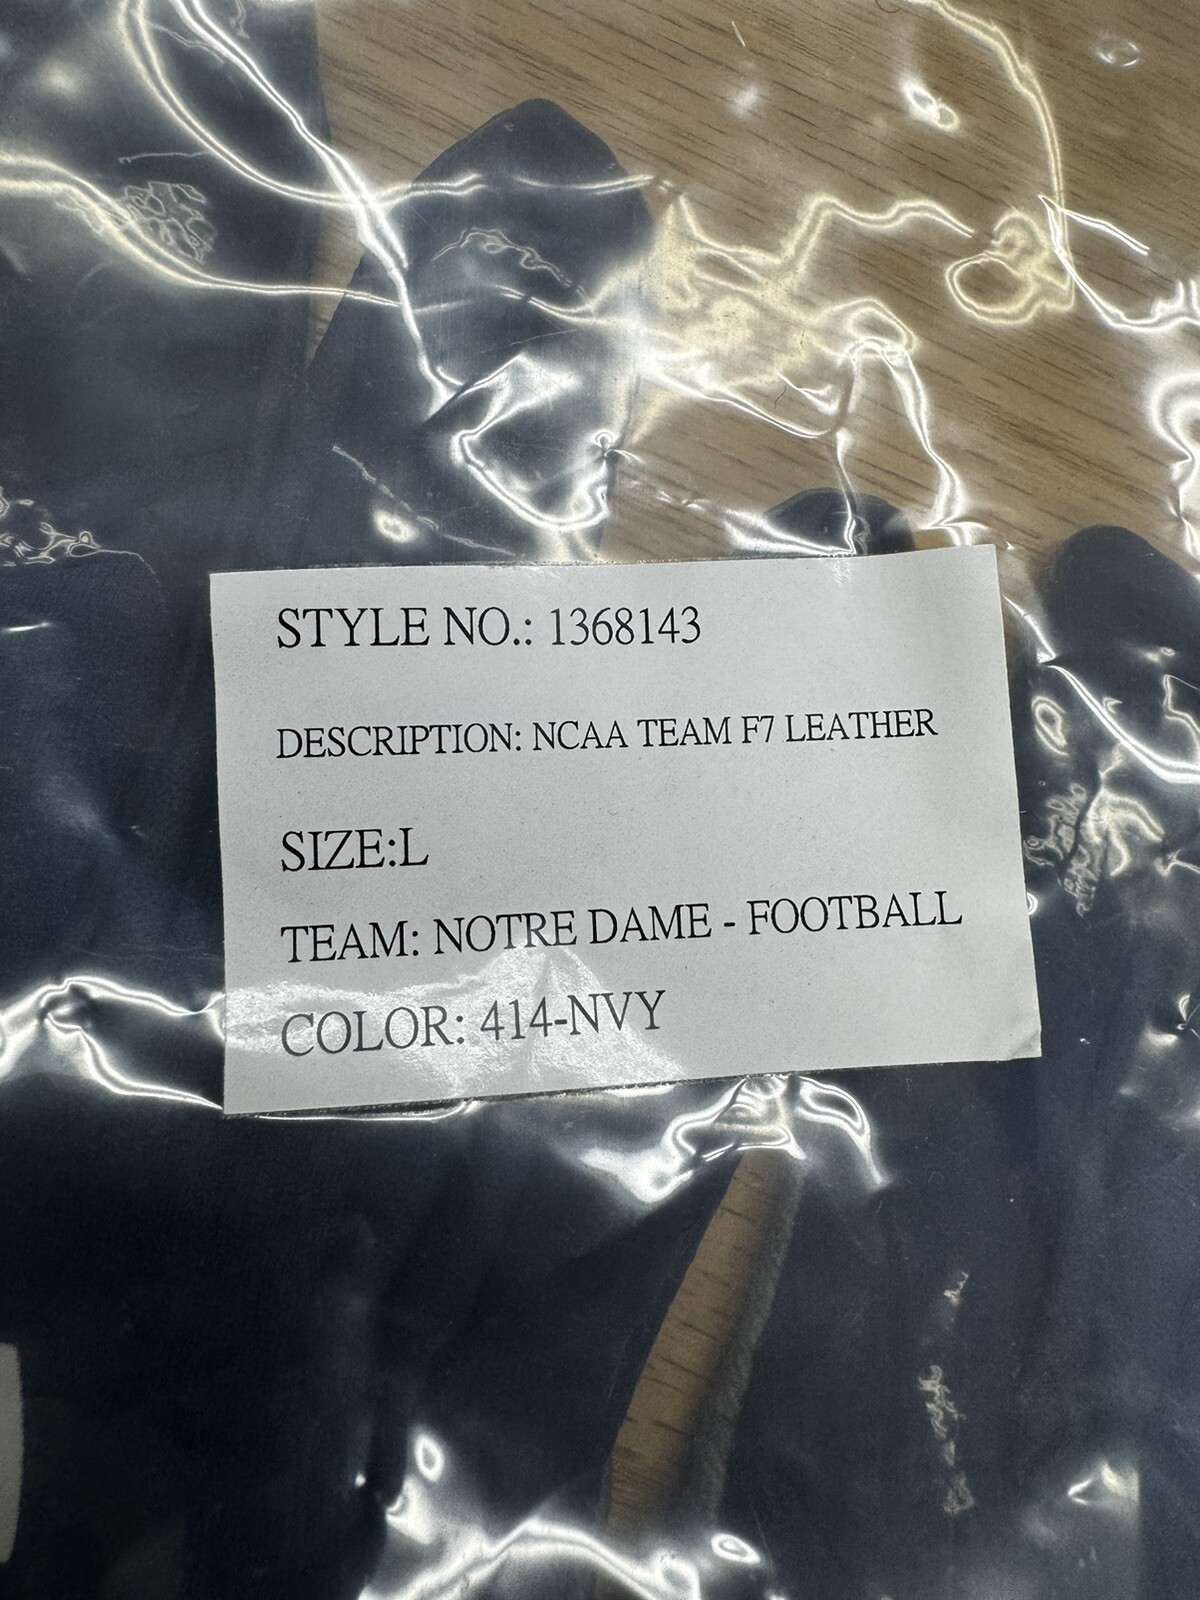 STYLE NO.: 1368143
DESCRIPTION: NCAA TEAM F7 LEATHER
SIZE:L
TEAM: NOTRE DAME - FOOTBALL
COLOR: 414-NVY